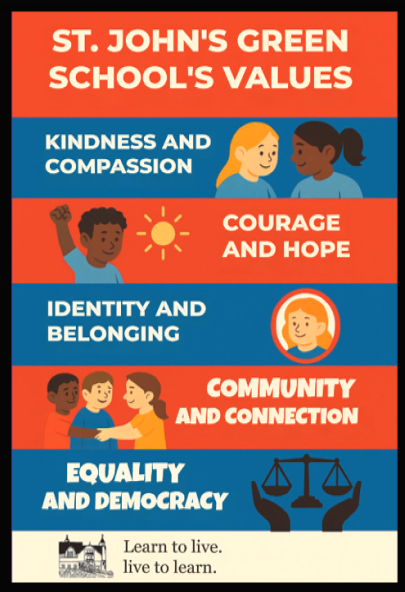 ST. JOHN'S GREEN
SCHOOL'S VALUES
KINDNESS AND
COMPASSION
COURAGE
AND HOPE
IDENTITY AND
BELONGING
COMMUNITY
AND CONNECTION
EQUALITY
AND DEMOCRACY
Learn to live.
live to learn.